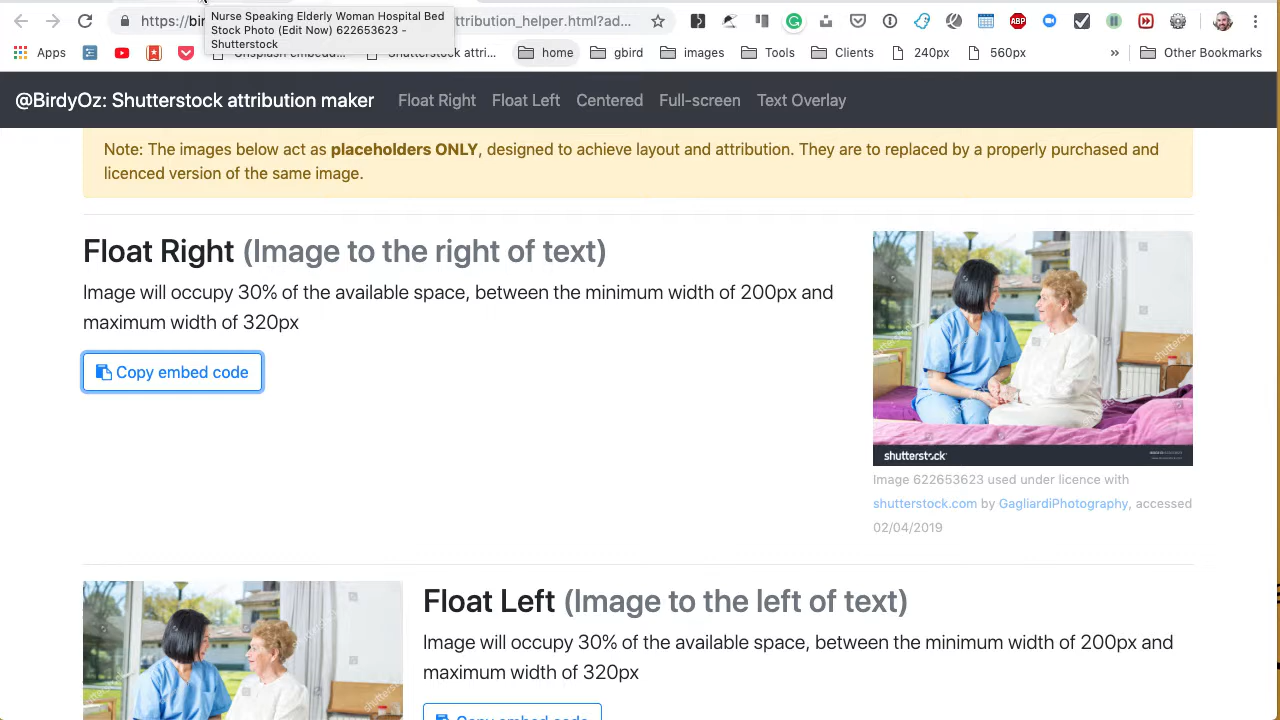 https://bir
Nurse Speaking Elderly Woman Hospital Bed
Stock Photo (Edit Now) 622653623 -
Shutterstock
ttribution_helper.html?ad...
ABP
Apps
Shutterstock attri...
home
gbird
images
Tools
Clients
240px
560px
»
Other Bookmarks
@BirdyOz: Shutterstock attribution maker
Float Right
Float Left
Centered
Full-screen
Text Overlay
Note: The images below act as placeholders ONLY, designed to achieve layout and attribution. They are to replaced by a properly purchased and
licenced version of the same image.
Float Right (Image to the right of text)
Image will occupy 30% of the available space, between the minimum width of 200px and
maximum width of 320px
Copy embed code
shutterstock
Image 622653623 used under licence with
shutterstock.com by GagliardiPhotography, accessed
02/04/2019
Float Left (Image to the left of text)
Image will occupy 30% of the available space, between the minimum width of 200px and
maximum width of 320px
Copy embed code